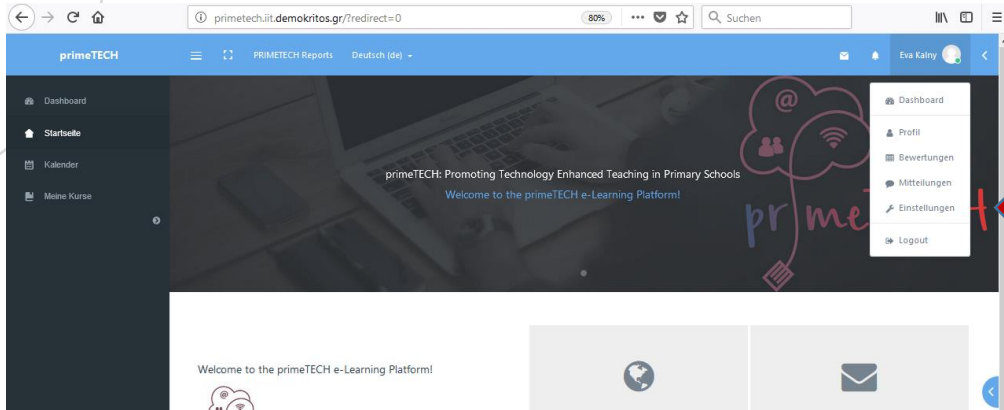 primetech.iit.demokritos.gr/?redirect=0 80% Suchen
primeTECH PRIMETECH Reports Deutsch (de) Eva Kalny
Dashboard
Startseite
Kalender
Meine Kurse
primeTECH: Promoting Technology Enhanced Teaching in Primary Schools
Welcome to the primeTECH e-Learning Platform!
Dashboard
Profil
Bewertungen
Mitteilungen
Einstellungen
Logout
Welcome to the primeTECH e-Learning Platform!